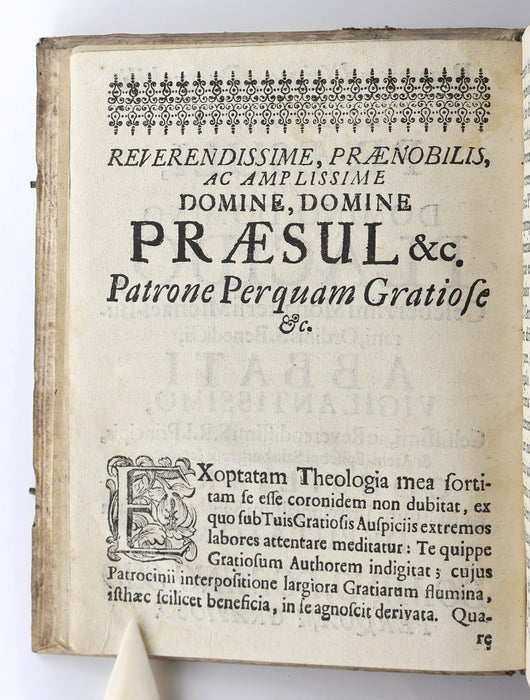 REVERENDISSIME, PRÆNOBILIS,
AC AMPLISSIME
DOMINE, DOMINE
PRÆSUL &c.
Patrone Perquam Gratioſe
&c.
EXoptatam Theologia mea ſorti-
tam ſe eſſe coronidem non dubitat, ex
quo ſub Tuis Gratioſis Auſpiciis extremos
labores attentare meditatur: Te quippe
Gratioſum Authorem indigitat; cujus
Patrocinii interpoſitione largiora Gratiarum flumina,
iſthæc ſcilicet beneficia, in ſe agnoſcit derivata. Qua-
re